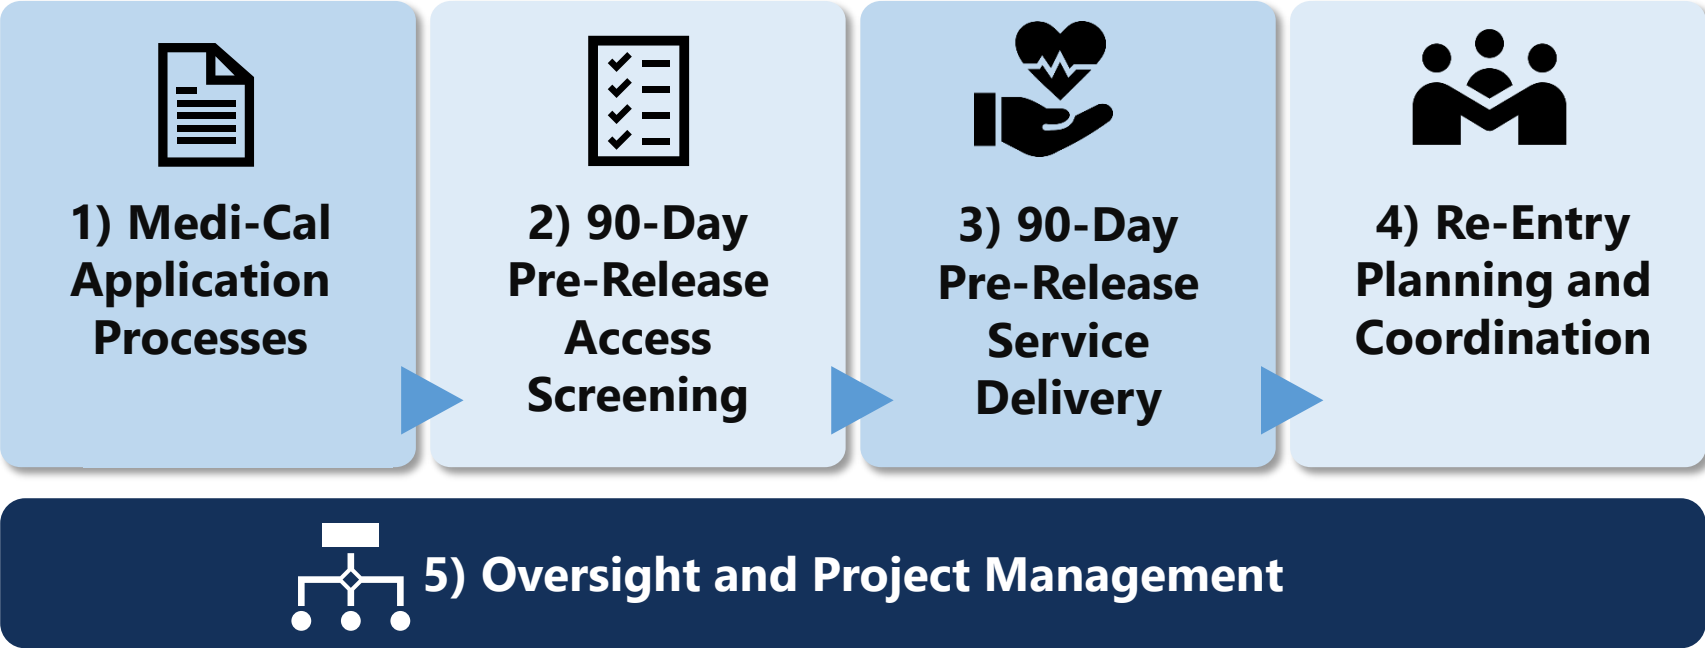 1) Medi-Cal
Application
Processes
2) 90-Day
Pre-Release
Access
Screening
3) 90-Day
Pre-Release
Service
Delivery
4) Re-Entry
Planning and
Coordination
5) Oversight and Project Management